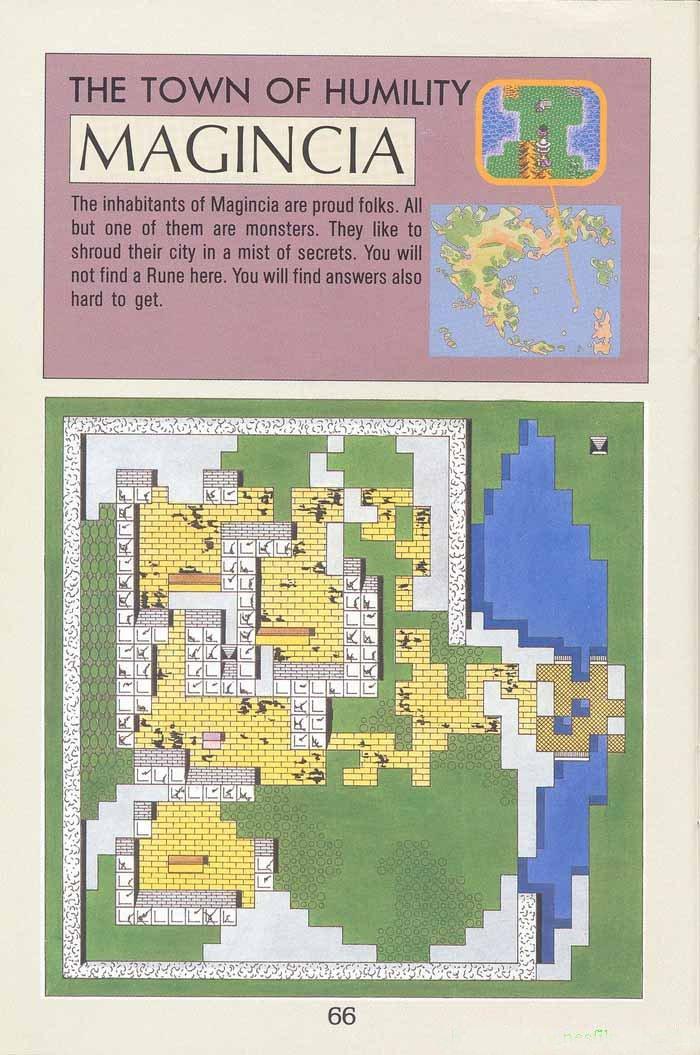 THE TOWN OF HUMILITY
MAGINCIA
The inhabitants of Magincia are proud folks. All
but one of them are monsters. They like to
shroud their city in a mist of secrets. You will
not find a Rune here. You will find answers also
hard to get.
66